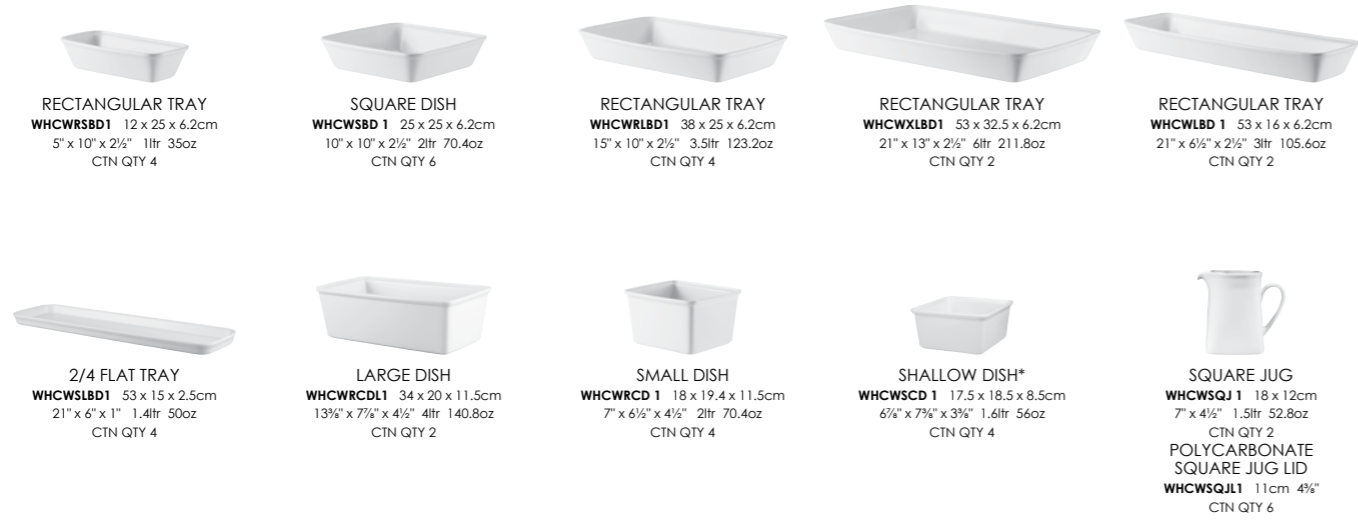 RECTANGULAR TRAY
WHCWRSBD1 12 x 25 x 6.2cm
5" x 10" x 2½" 1ltr 35oz
CTN QTY 4
SQUARE DISH
WHCWSBD 1 25 x 25 x 6.2cm
10" x 10" x 2½" 2ltr 70.4oz
CTN QTY 6
RECTANGULAR TRAY
WHCWRLBD1 38 x 25 x 6.2cm
15" x 10" x 2½" 3.5ltr 123.2oz
CTN QTY 4
RECTANGULAR TRAY
WHCWXLBD1 53 x 32.5 x 6.2cm
21" x 13" x 2½" 6ltr 211.8oz
CTN QTY 2
RECTANGULAR TRAY
WHCWLBD 1 53 x 16 x 6.2cm
21" x 6½" x 2½" 3ltr 105.6oz
CTN QTY 2
2/4 FLAT TRAY
WHCWSLBD1 53 x 15 x 2.5cm
21" x 6" x 1" 1.4ltr 50oz
CTN QTY 4
LARGE DISH
WHCWRCDL1 34 x 20 x 11.5cm
13⅜" x 7⅞" x 4½" 4ltr 140.8oz
CTN QTY 2
SMALL DISH
WHCWRCD 1 18 x 19.4 x 11.5cm
7" x 6½" x 4½" 2ltr 70.4oz
CTN QTY 4
SHALLOW DISH*
WHCWSCD 1 17.5 x 18.5 x 8.5cm
6⅞" x 7⅜" x 3⅜" 1.6ltr 56oz
CTN QTY 4
SQUARE JUG
WHCWSQJ 1 18 x 12cm
7" x 4½" 1.5ltr 52.8oz
CTN QTY 2
POLYCARBONATE
SQUARE JUG LID
WHCWSQJL1 11cm 4⅜"
CTN QTY 6